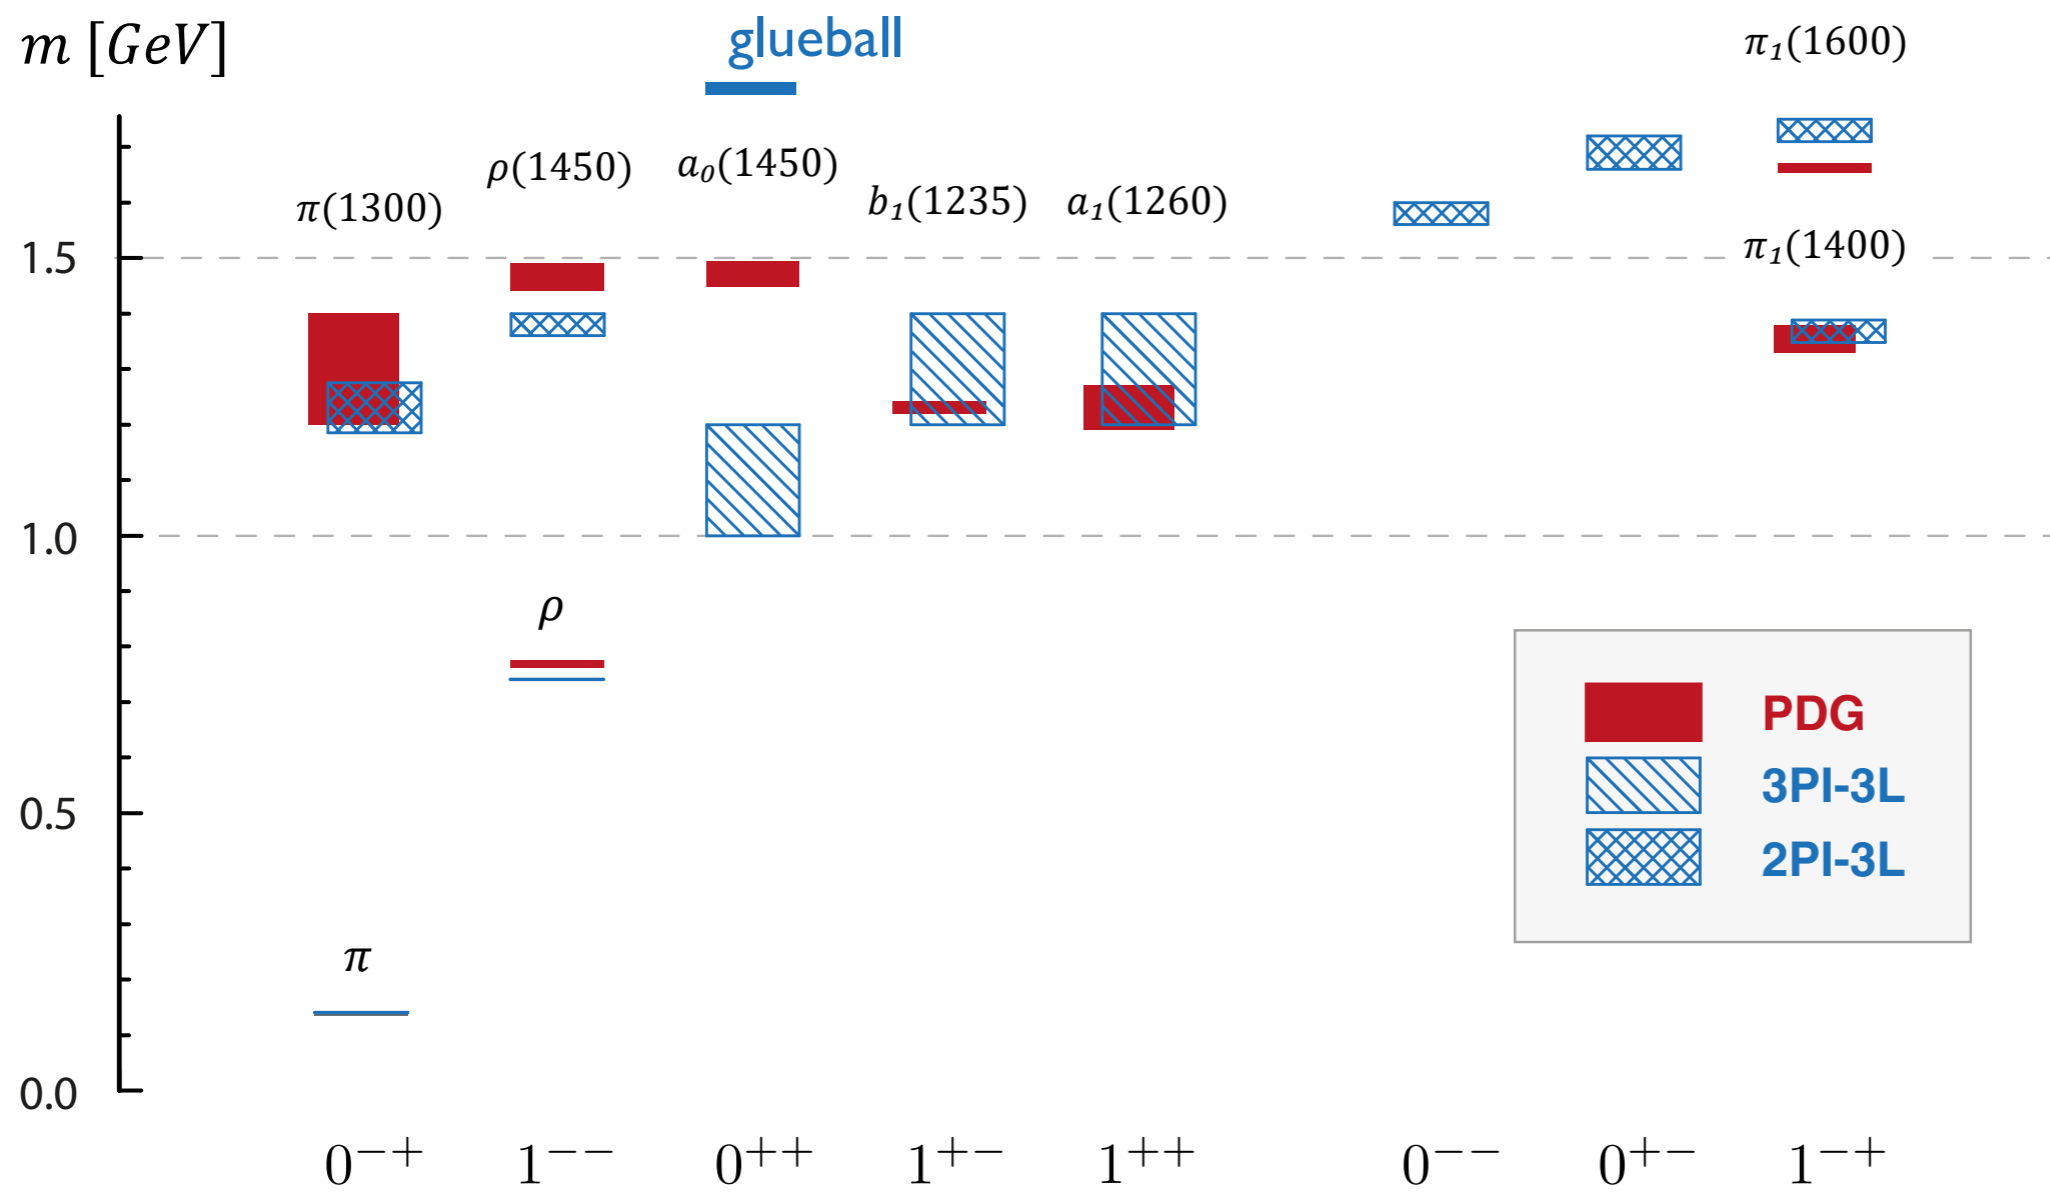 m [GeV]
glueball
π₁(1600)
ρ(1450)
a₀(1450)
π(1300)
b₁(1235)
a₁(1260)
1.5
π₁(1400)
1.0
ρ
PDG
3PI-3L
0.5
2PI-3L
π
0.0
0⁻⁺ 1⁻⁻ 0⁺⁺ 1⁺⁻ 1⁺⁺ 0⁻⁻ 0⁺⁻ 1⁻⁺